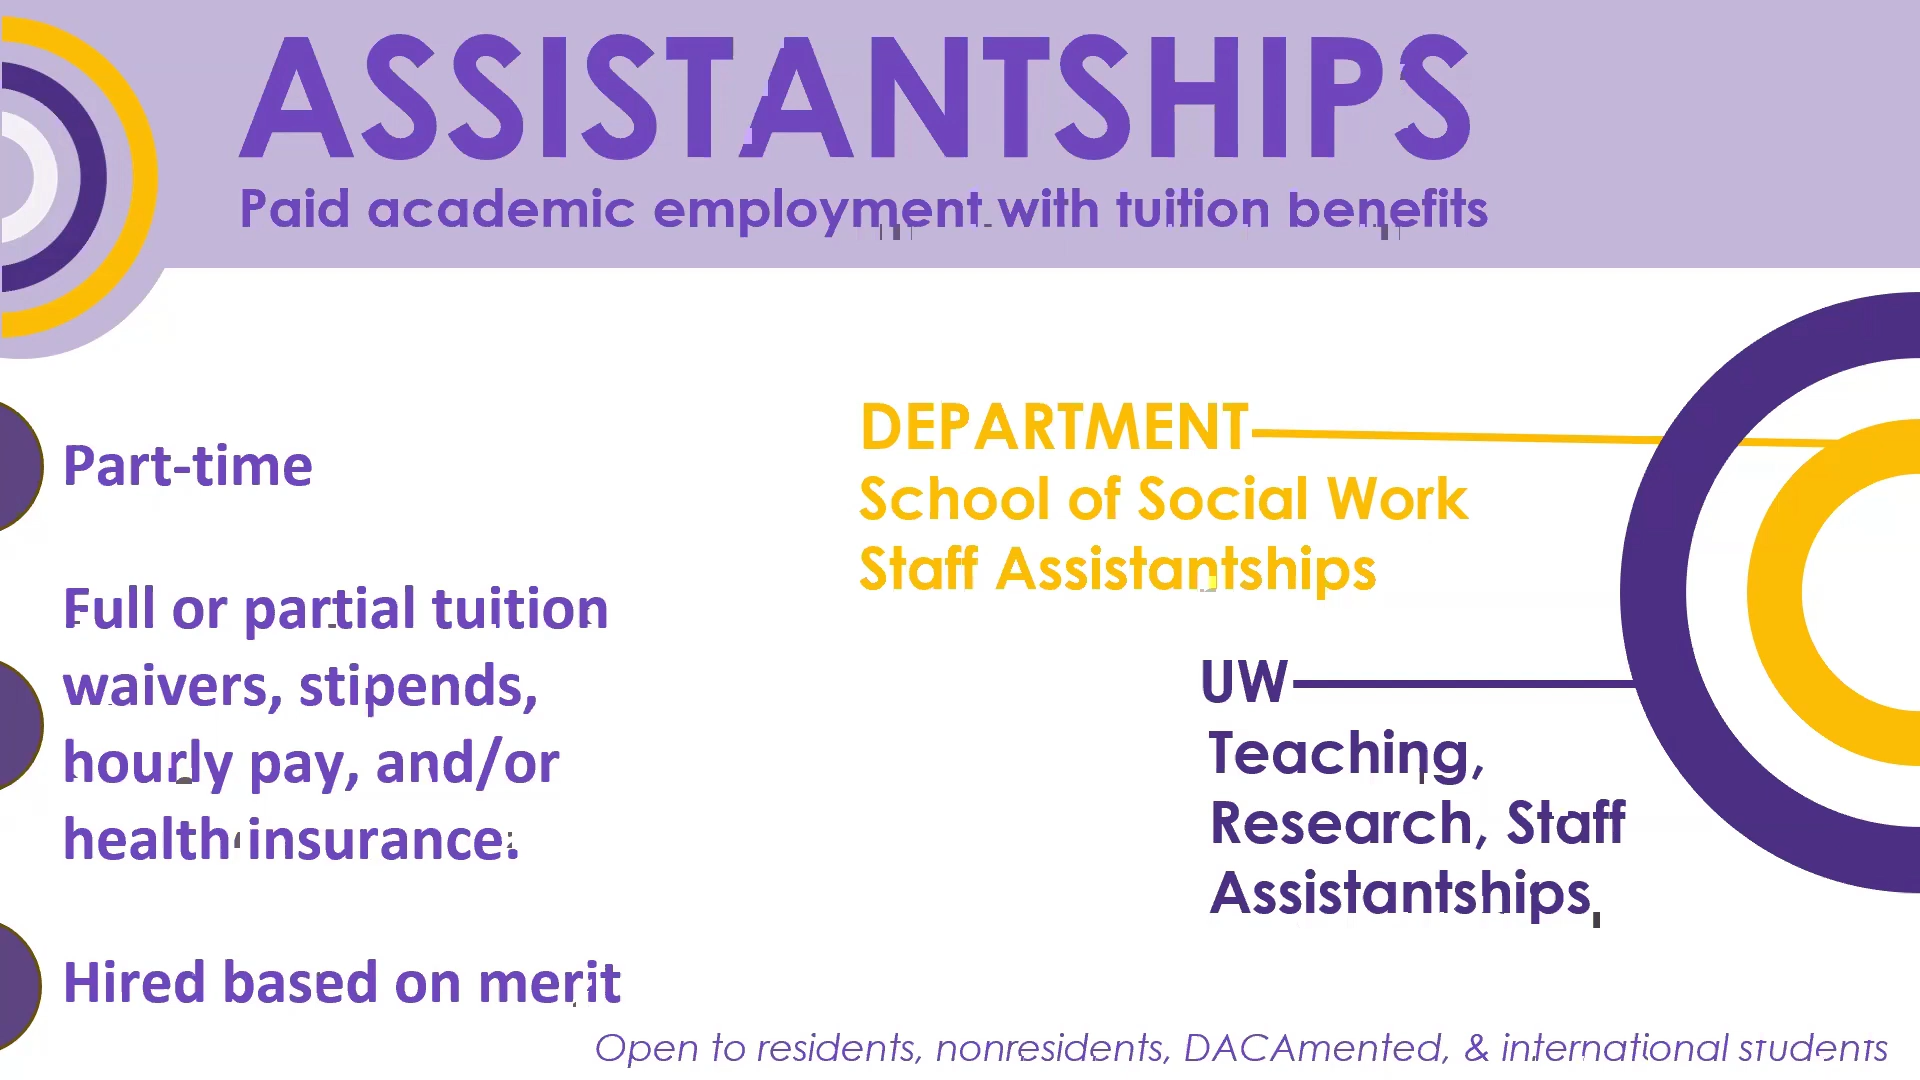 ASSISTANTSHIPS
Paid academic employment with tuition benefits
Part-time
Full or partial tuition
waivers, stipends,
hourly pay, and/or
health insurance.
Hired based on merit
DEPARTMENT
School of Social Work
Staff Assistantships
UW
Teaching,
Research, Staff
Assistantships
Open to residents, nonresidents, DACAmented, & international students